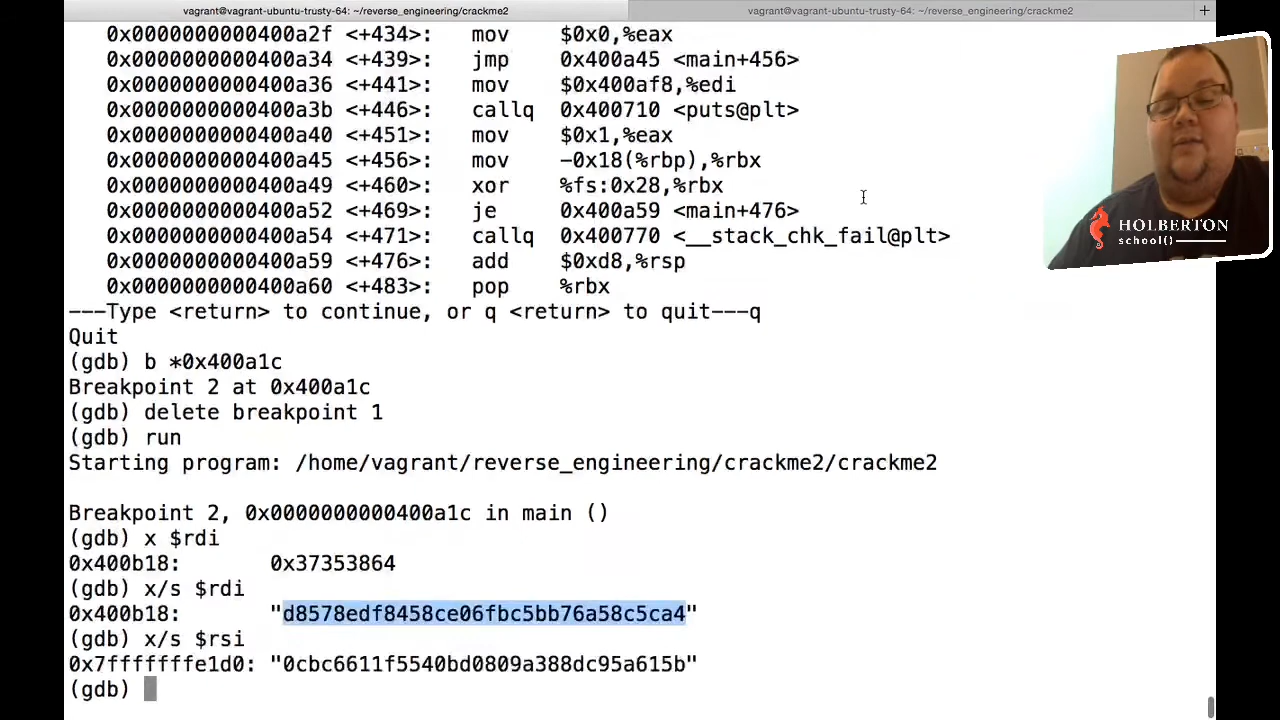 vagrant@vagrant-ubuntu-trusty-64: ~/reverse_engineering/crackme2
vagrant@vagrant-ubuntu-trusty-64: ~/reverse_engineering/crackme2
+
0x0000000000400a2f <+434>: mov $0x0,%eax
0x0000000000400a34 <+439>: jmp 0x400a45 <main+456>
0x0000000000400a36 <+441>: mov $0x400af8,%edi
0x0000000000400a3b <+446>: callq 0x400710 <puts@plt>
0x0000000000400a40 <+451>: mov $0x1,%eax
0x0000000000400a45 <+456>: mov -0x18(%rbp),%rbx
0x0000000000400a49 <+460>: xor %fs:0x28,%rbx
0x0000000000400a52 <+469>: je 0x400a59 <main+476>
0x0000000000400a54 <+471>: callq 0x400770 <__stack_chk_fail@plt>
0x0000000000400a59 <+476>: add $0xd8,%rsp
0x0000000000400a60 <+483>: pop %rbx
---Type <return> to continue, or q <return> to quit---q
Quit
(gdb) b *0x400a1c
Breakpoint 2 at 0x400a1c
(gdb) delete breakpoint 1
(gdb) run
Starting program: /home/vagrant/reverse_engineering/crackme2/crackme2
Breakpoint 2, 0x0000000000400a1c in main ()
(gdb) x $rdi
0x400b18: 0x37353864
(gdb) x/s $rdi
0x400b18: "d8578edf8458ce06fbc5bb76a58c5ca4"
(gdb) x/s $rsi
0x7fffffffe1d0: "0cbc6611f5540bd0809a388dc95a615b"
(gdb)
HOLBERTON
school()